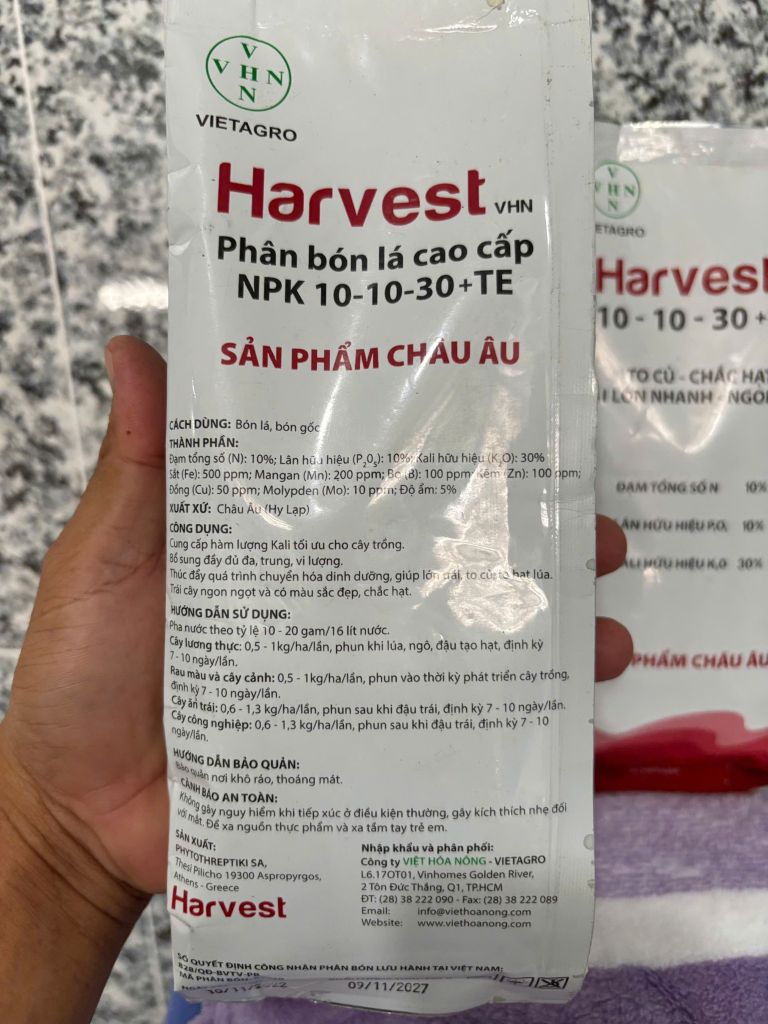 V
V H N
N
VIETAGRO
Harvest VHN
Phân bón lá cao cấp
NPK 10-10-30+TE
SẢN PHẨM CHÂU ÂU
CÁCH DÙNG: Bón lá, bón gốc
THÀNH PHẦN:
Đạm tổng số (N): 10%; Lân hữu hiệu (P₂O₅): 10%; Kali hữu hiệu (K₂O): 30%
Sắt (Fe): 500 ppm; Mangan (Mn): 200 ppm; Bo (B): 100 ppm; Kẽm (Zn): 100 ppm;
Đồng (Cu): 50 ppm; Molypden (Mo): 10 ppm; Độ ẩm: 5%
XUẤT XỨ: Châu Âu (Hy Lạp)
CÔNG DỤNG:
Cung cấp hàm lượng Kali tối ưu cho cây trồng.
Bổ sung đầy đủ đa, trung, vi lượng.
Thúc đẩy quá trình chuyển hóa dinh dưỡng, giúp lớn trái, to củ, to hạt lúa.
Trái cây ngon ngọt và có màu sắc đẹp, chắc hạt.
HƯỚNG DẪN SỬ DỤNG:
Pha nước theo tỷ lệ 10 - 20 gam/16 lít nước.
Cây lương thực: 0,5 - 1kg/ha/lần, phun khi lúa, ngô, đậu tạo hạt, định kỳ
7 - 10 ngày/lần.
Rau màu và cây cảnh: 0,5 - 1kg/ha/lần, phun vào thời kỳ phát triển cây trồng,
định kỳ 7 - 10 ngày/lần.
Cây ăn trái: 0,6 - 1,3 kg/ha/lần, phun sau khi đậu trái, định kỳ 7 - 10 ngày/lần.
Cây công nghiệp: 0,6 - 1,3 kg/ha/lần, phun sau khi đậu trái, định kỳ 7 - 10
ngày/lần.
HƯỚNG DẪN BẢO QUẢN:
Bảo quản nơi khô ráo, thoáng mát.
CẢNH BÁO AN TOÀN:
Không gây nguy hiểm khi tiếp xúc ở điều kiện thường, gây kích thích nhẹ đối
với mắt. Để xa nguồn thực phẩm và xa tầm tay trẻ em.
SẢN XUẤT:
PHYTOTHREPTIKI SA,
Thesi Pilicho 19300 Aspropyrgos,
Athens - Greece
Harvest
Nhập khẩu và phân phối:
Công ty VIỆT HÓA NÔNG - VIETAGRO
L6.17OT01, Vinhomes Golden River,
2 Tôn Đức Thắng, Q1, TP.HCM
ĐT: (28) 38 222 090 - Fax: (28) 38 222 089
Email: info@viethoanong.com
Website: www.viethoanong.com
SỐ QUYẾT ĐỊNH CÔNG NHẬN PHÂN BÓN LƯU HÀNH TẠI VIỆT NAM:
828/QĐ-BVTV-PB
MÃ PHÂN BÓN
10/11/2022 09/11/2027
V
VHN
N
ETAGRO
Harvest
10 - 10 - 30 +
TO CỦ - CHẮC HẠT
I LỚN NHANH - NGON
ĐẠM TỔNG SỐ N 10%
ÂN HỮU HIỆU P₂O₅ 10%
ALI HỮU HIỆU K₂O 30%
PHẨM CHÂU ÂU